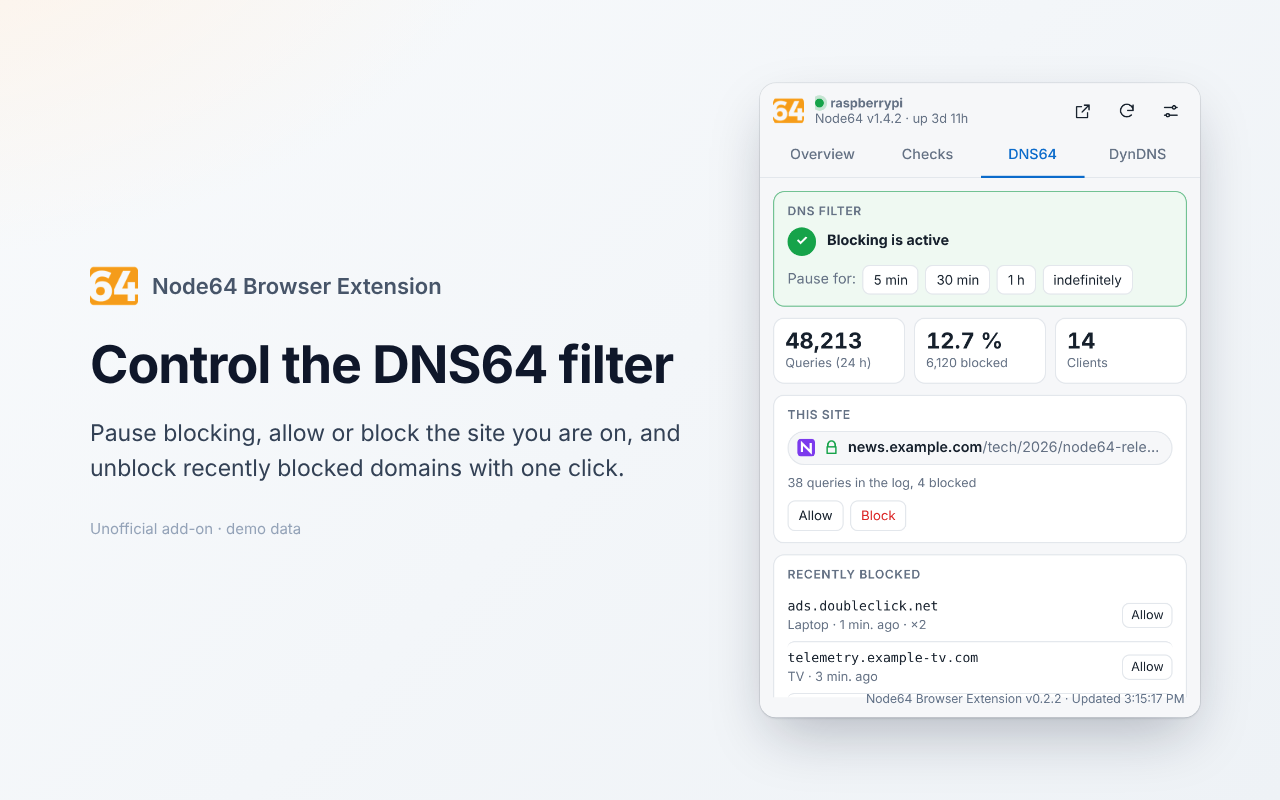 64 Node64 Browser Extension
Control the DNS64 filter
Pause blocking, allow or block the site you are on, and
unblock recently blocked domains with one click.
Unofficial add-on · demo data
64
raspberrypi
Node64 v1.4.2 · up 3d 11h
Overview Checks DNS64 DynDNS
DNS FILTER
Blocking is active
Pause for: 5 min 30 min 1 h indefinitely
48,213 12.7 % 14
Queries (24 h) 6,120 blocked Clients
THIS SITE
N news.example.com/tech/2026/node64-rele...
38 queries in the log, 4 blocked
Allow Block
RECENTLY BLOCKED
ads.doubleclick.net
Laptop · 1 min. ago · ×2
Allow
telemetry.example-tv.com
TV · 3 min. ago
Allow
Node64 Browser Extension v0.2.2 · Updated 3:15:17 PM